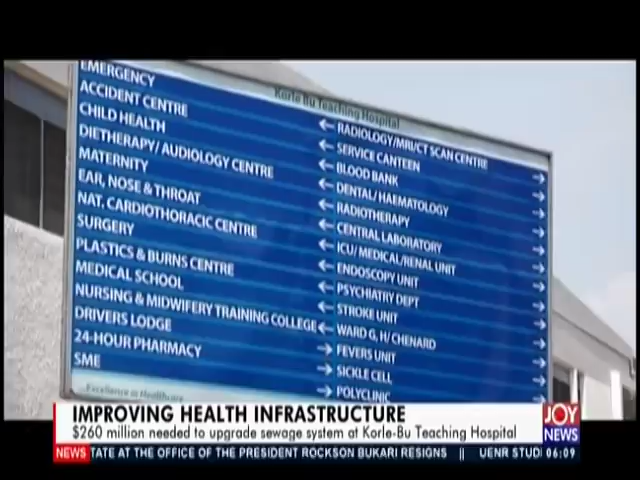 Korle-Bu Teaching Hospital
EMERGENCY
ACCIDENT CENTRE
CHILD HEALTH
DIETHERAPY/ AUDIOLOGY CENTRE
MATERNITY
EAR, NOSE & THROAT
NAT. CARDIOTHORACIC CENTRE
SURGERY
PLASTICS & BURNS CENTRE
MEDICAL SCHOOL
NURSING & MIDWIFERY TRAINING COLLEGE
DRIVERS LODGE
24-HOUR PHARMACY
SME
RADIOLOGY/MRI/CT SCAN CENTRE
SERVICE CANTEEN
BLOOD BANK
DENTAL/ HAEMATOLOGY
RADIOTHERAPY
CENTRAL LABORATORY
ICU/ MEDICAL/RENAL UNIT
ENDOSCOPY UNIT
PSYCHIATRY DEPT
STROKE UNIT
WARD G, H/ CHENARD
FEVERS UNIT
SICKLE CELL
POLYCLINIC
...Excellence in Healthcare
IMPROVING HEALTH INFRASTRUCTURE
$260 million needed to upgrade sewage system at Korle-Bu Teaching Hospital
JOY
NEWS
NEWS TATE AT THE OFFICE OF THE PRESIDENT ROCKSON BUKARI RESIGNS || UENR STUDI 06:09